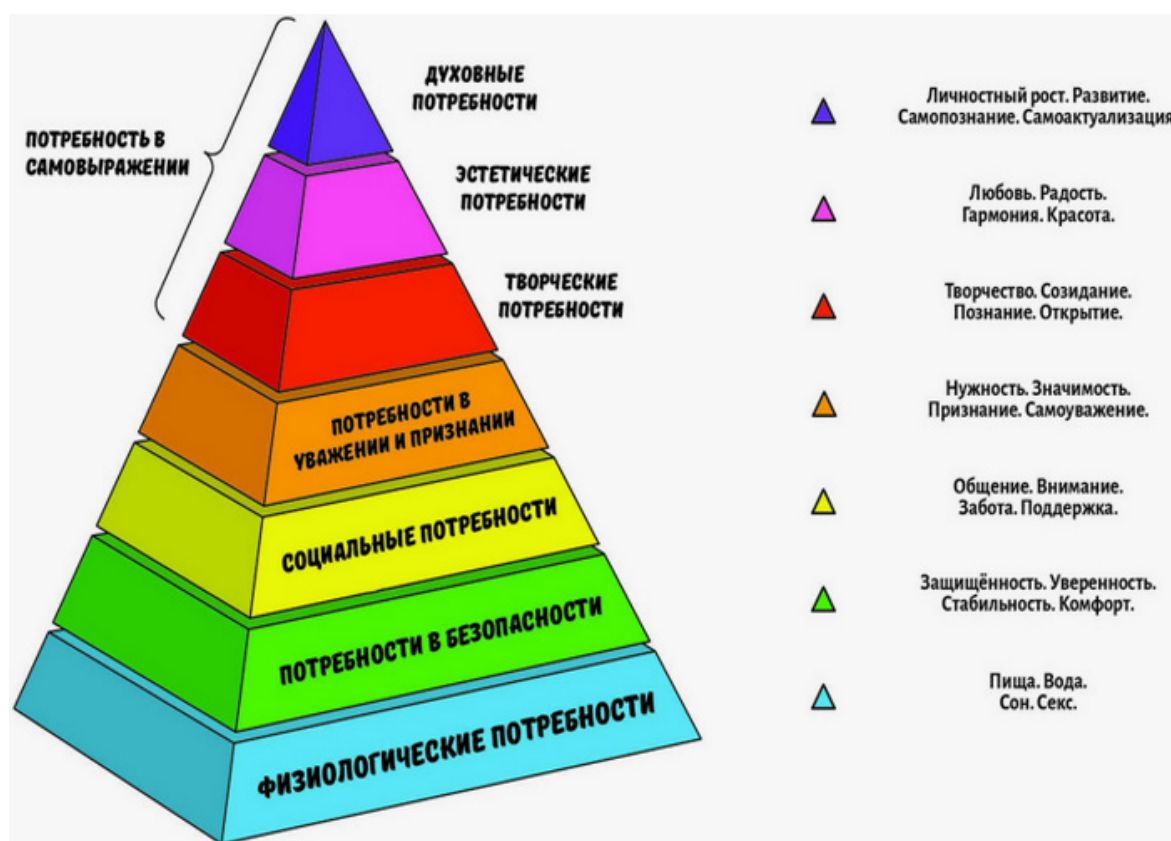 ДУХОВНЫЕ
ПОТРЕБНОСТИ
ПОТРЕБНОСТЬ В
САМОВЫРАЖЕНИИ
ЭСТЕТИЧЕСКИЕ
ПОТРЕБНОСТИ
ТВОРЧЕСКИЕ
ПОТРЕБНОСТИ
ПОТРЕБНОСТИ В
УВАЖЕНИИ И ПРИЗНАНИИ
СОЦИАЛЬНЫЕ ПОТРЕБНОСТИ
ПОТРЕБНОСТИ В БЕЗОПАСНОСТИ
ФИЗИОЛОГИЧЕСКИЕ ПОТРЕБНОСТИ
Личностный рост. Развитие.
Самопознание. Самоактуализация
Любовь. Радость.
Гармония. Красота.
Творчество. Созидание.
Познание. Открытие.
Нужность. Значимость.
Признание. Самоуважение.
Общение. Внимание.
Забота. Поддержка.
Защищённость. Уверенность.
Стабильность. Комфорт.
Пища. Вода.
Сон. Секс.